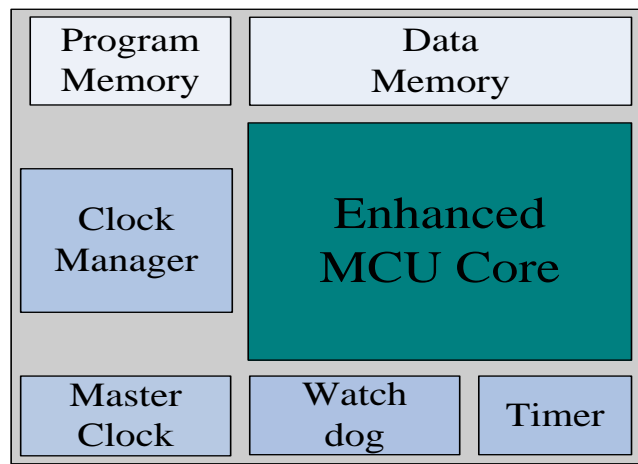 Program
Memory
Data
Memory
Clock
Manager
Enhanced
MCU Core
Master
Clock
Watch
dog
Timer